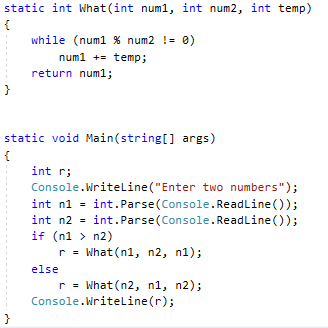 static int What(int num1, int num2, int temp)
{
while (num1 % num2 != 0)
num1 += temp;
return num1;
}
static void Main(string[] args)
{
int r;
Console.WriteLine("Enter two numbers");
int n1 = int.Parse(Console.ReadLine());
int n2 = int.Parse(Console.ReadLine());
if (n1 > n2)
r = What(n1, n2, n1);
else
r = What(n2, n1, n2);
Console.WriteLine(r);
}